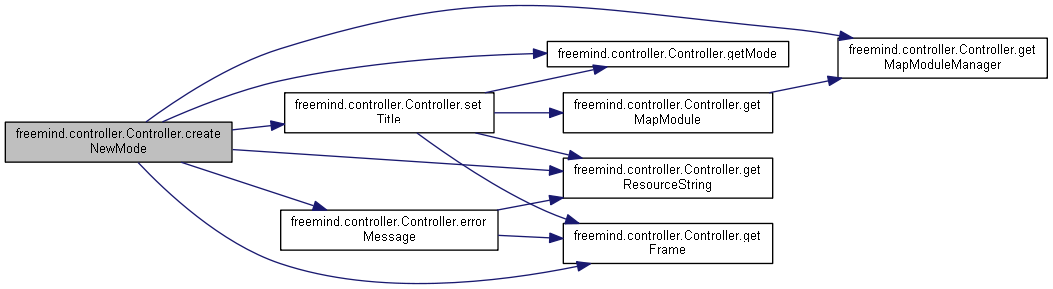 freemind.controller.Controller.create
NewMode
freemind.controller.Controller.set
Title
freemind.controller.Controller.error
Message
freemind.controller.Controller.getMode
freemind.controller.Controller.get
MapModule
freemind.controller.Controller.get
ResourceString
freemind.controller.Controller.get
Frame
freemind.controller.Controller.get
MapModuleManager